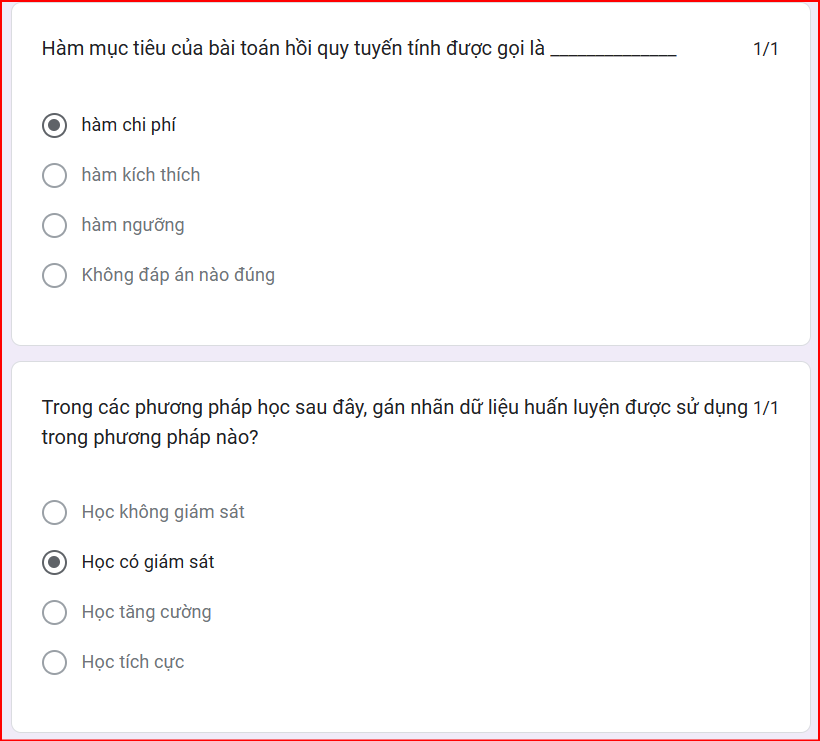 Hàm mục tiêu của bài toán hồi quy tuyến tính được gọi là ______________ 1/1
hàm chi phí
hàm kích thích
hàm ngưỡng
Không đáp án nào đúng
Trong các phương pháp học sau đây, gán nhãn dữ liệu huấn luyện được sử dụng 1/1
trong phương pháp nào?
Học không giám sát
Học có giám sát
Học tăng cường
Học tích cực